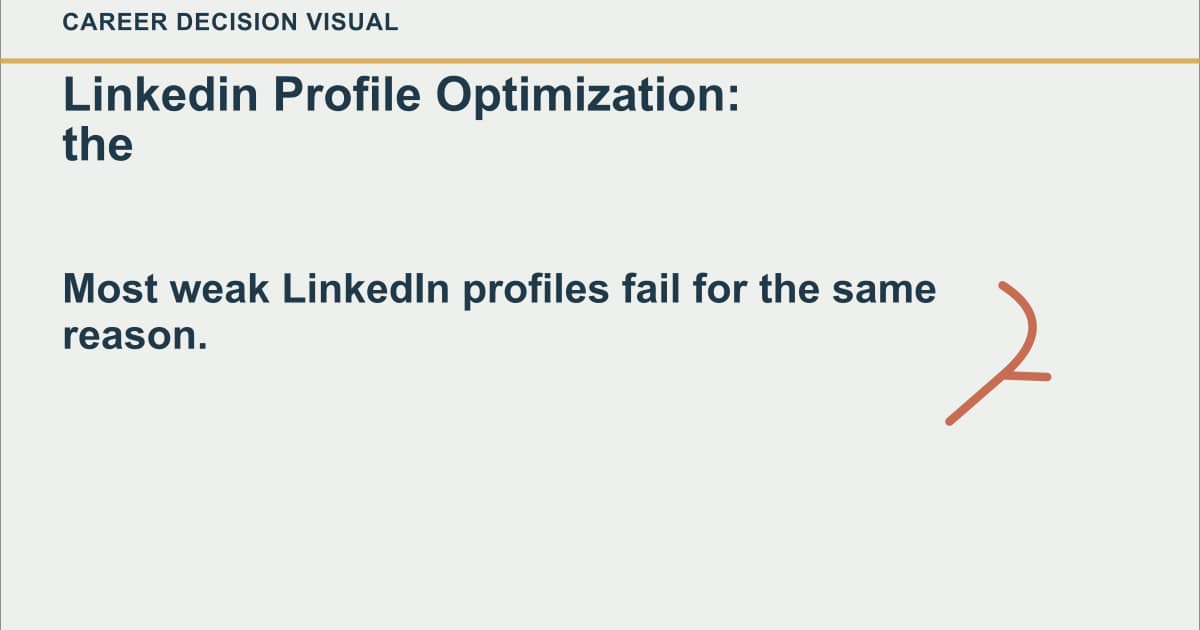 CAREER DECISION VISUAL
Linkedin Profile Optimization:
the
Most weak LinkedIn profiles fail for the same
reason.